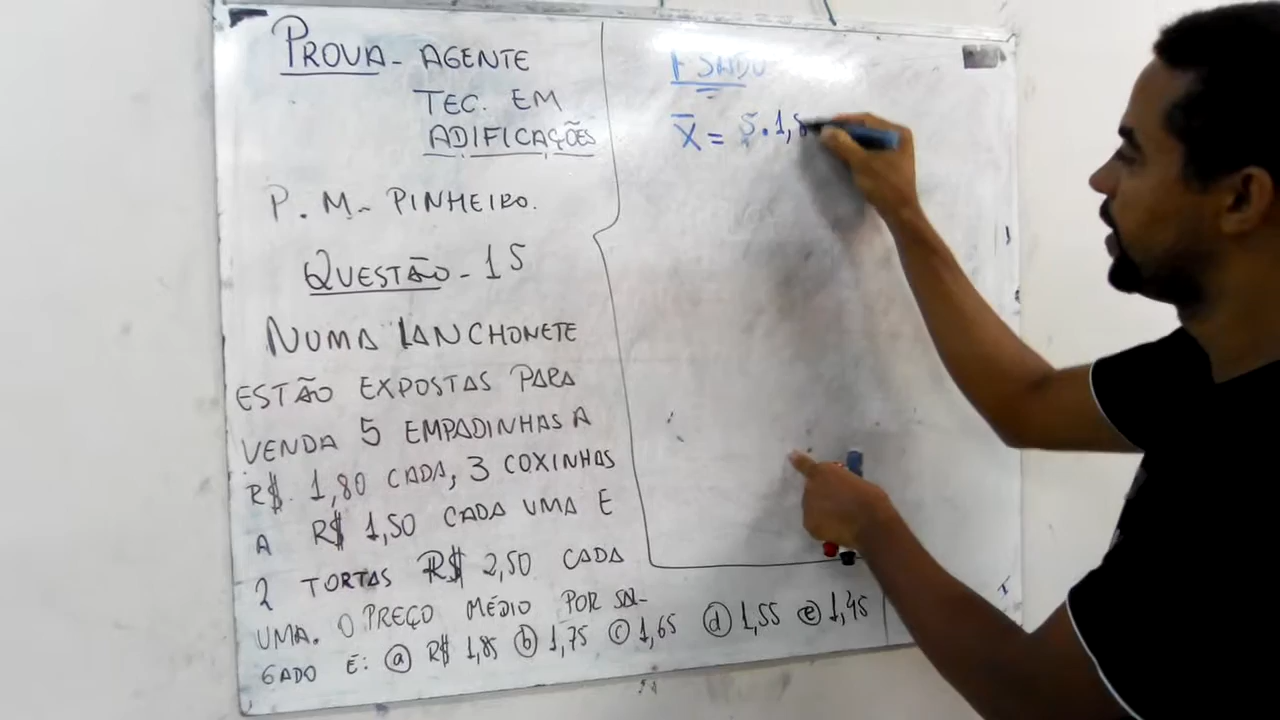 PROVA - AGENTE
TEC. EM
ADIFICAÇÕES
P. M - PINHEIRO.
QUESTÃO - 15
NUMA LANCHONETE
ESTÃO EXPOSTAS PARA
VENDA 5 EMPADINHAS A
R$. 1,80 CADA, 3 COXINHAS
A R$ 1,50 CADA UMA E
2 TORTAS R$ 2,50 CADA
UMA. O PREÇO MÉDIO POR SAL-
GADO É: ⓐ R$ 1,85 ⓑ 1,75 ⓒ 1,65 ⓓ 1,55 ⓔ 1,45
X̄ = 5.1,8